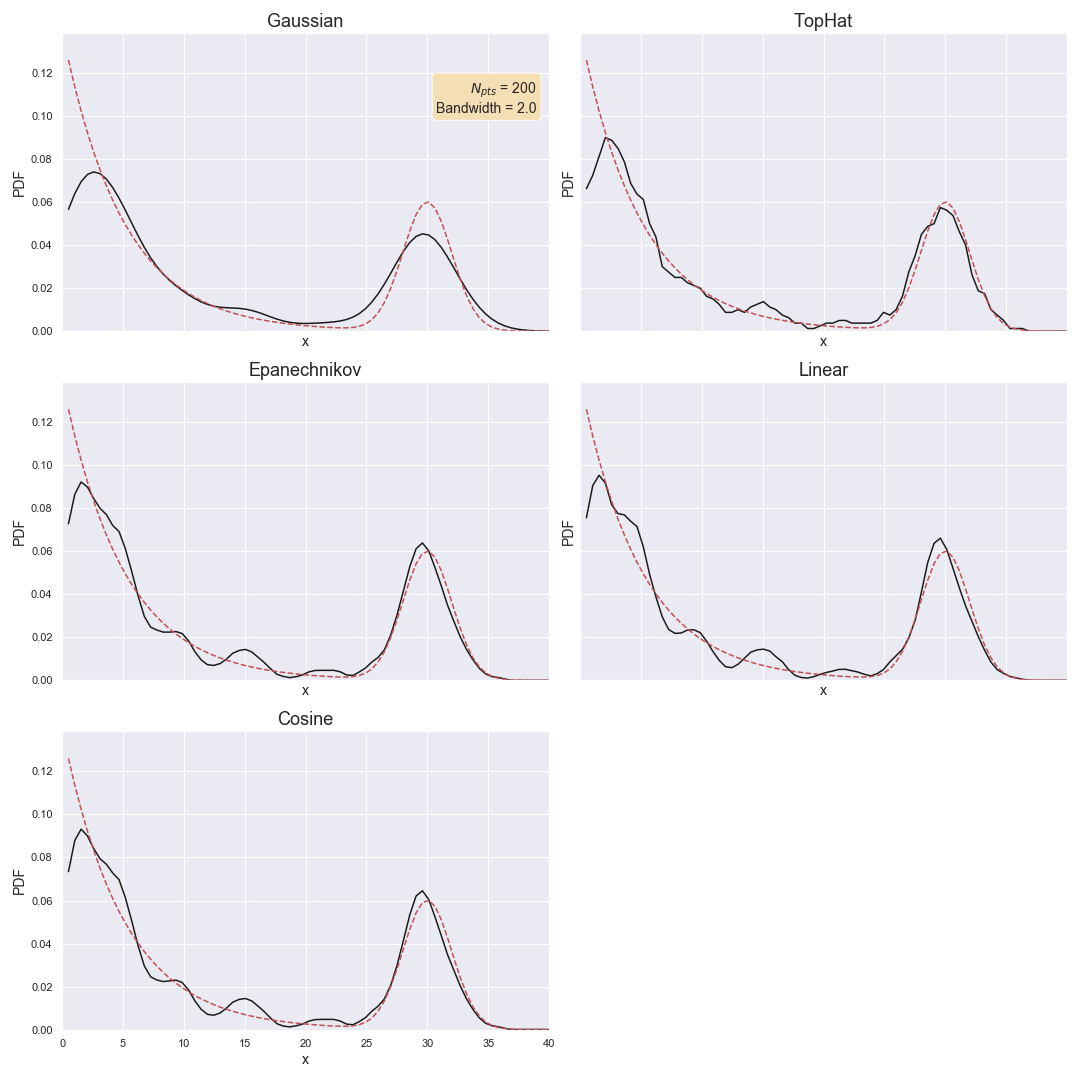 Gaussian
TopHat
0.12
0.10
0.08
0.06
0.04
0.02
0.00
PDF
PDF
N_pts = 200
Bandwidth = 2.0
x
x
Epanechnikov
Linear
0.12
0.10
0.08
0.06
0.04
0.02
0.00
PDF
PDF
x
x
Cosine
0.12
0.10
0.08
0.06
0.04
0.02
0.00
PDF
0 5 10 15 20 25 30 35 40
x